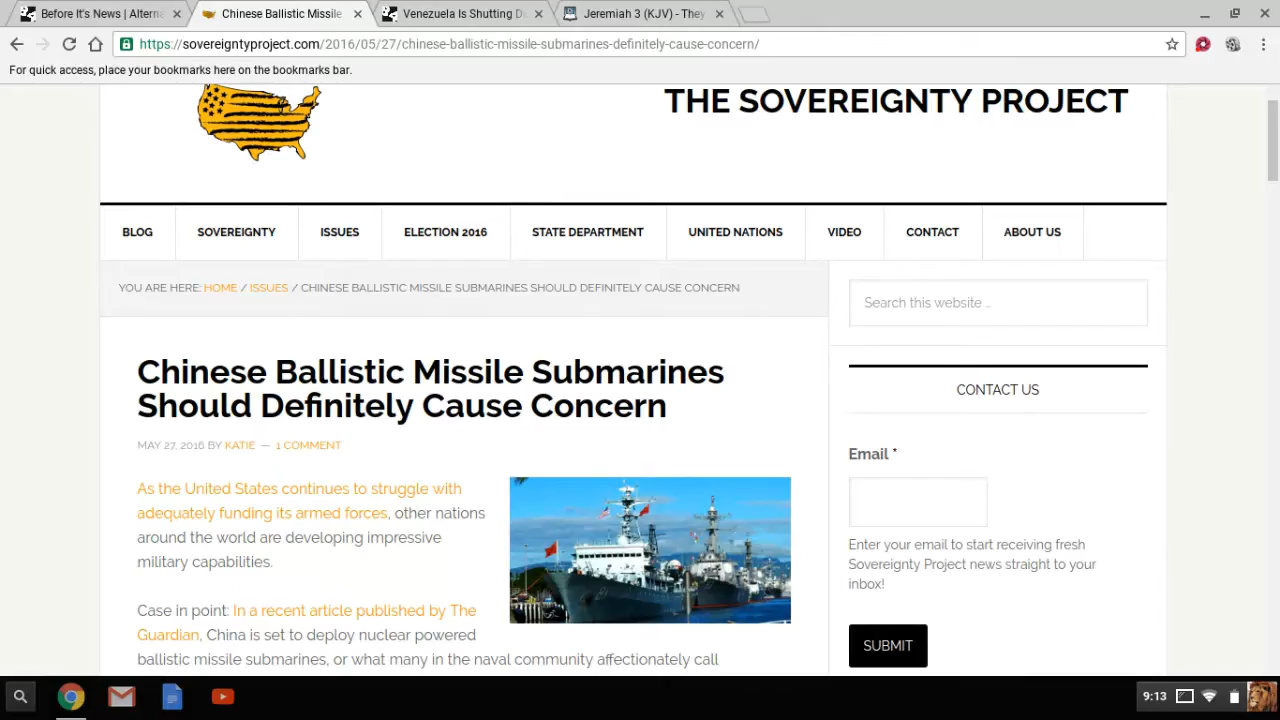 Before It's News | Alterna
Chinese Ballistic Missile
Venezuela Is Shutting Do
Jeremiah 3 (KJV) - They
https://sovereigntyproject.com/2016/05/27/chinese-ballistic-missile-submarines-definitely-cause-concern/
For quick access, place your bookmarks here on the bookmarks bar.
THE SOVEREIGNTY PROJECT
BLOG
SOVEREIGNTY
ISSUES
ELECTION 2016
STATE DEPARTMENT
UNITED NATIONS
VIDEO
CONTACT
ABOUT US
YOU ARE HERE: HOME / ISSUES / CHINESE BALLISTIC MISSILE SUBMARINES SHOULD DEFINITELY CAUSE CONCERN
Chinese Ballistic Missile Submarines
Should Definitely Cause Concern
MAY 27, 2016 BY KATIE — 1 COMMENT
As the United States continues to struggle with
adequately funding its armed forces, other nations
around the world are developing impressive
military capabilities.
Case in point: In a recent article published by The
Guardian, China is set to deploy nuclear powered
ballistic missile submarines, or what many in the naval community affectionately call
Search this website …
CONTACT US
Email *
Enter your email to start receiving fresh
Sovereignty Project news straight to your
inbox!
SUBMIT
9:13